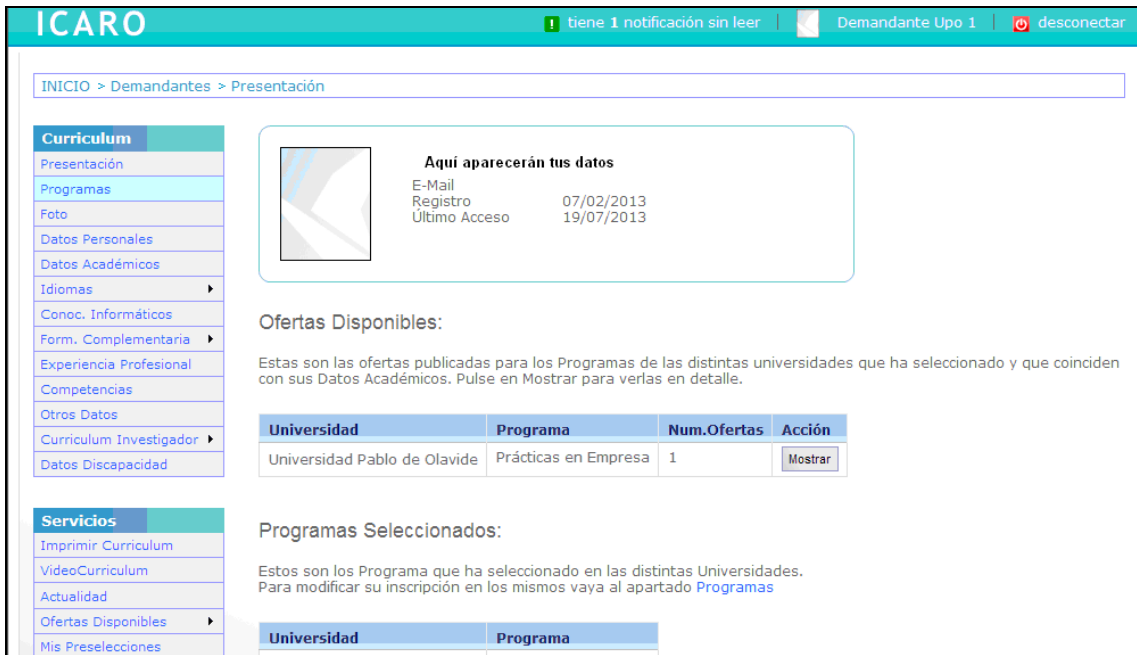 ICARO
! tiene 1 notificación sin leer | Demandante Upo 1 | desconectar
INICIO > Demandantes > Presentación
Curriculum
Presentación
Programas
Foto
Datos Personales
Datos Académicos
Idiomas
Conoc. Informáticos
Form. Complementaria
Experiencia Profesional
Competencias
Otros Datos
Curriculum Investigador
Datos Discapacidad
Servicios
Imprimir Curriculum
VideoCurriculum
Actualidad
Ofertas Disponibles
Mis Preselecciones
Aquí aparecerán tus datos
E-Mail
Registro 07/02/2013
Último Acceso 19/07/2013
Ofertas Disponibles:
Estas son las ofertas publicadas para los Programas de las distintas universidades que ha seleccionado y que coinciden
con sus Datos Académicos. Pulse en Mostrar para verlas en detalle.
Universidad Programa Num.Ofertas Acción
Universidad Pablo de Olavide Prácticas en Empresa 1 Mostrar
Programas Seleccionados:
Estos son los Programa que ha seleccionado en las distintas Universidades.
Para modificar su inscripción en los mismos vaya al apartado Programas
Universidad Programa